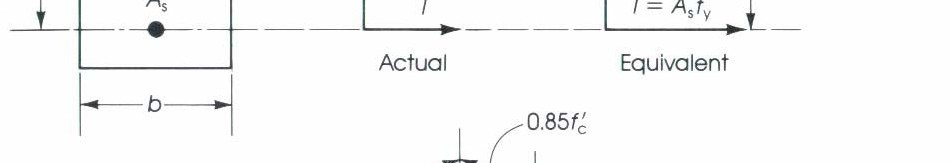 A_s
T
T = A_s f_y
Actual
Equivalent
b
0.85f'_c